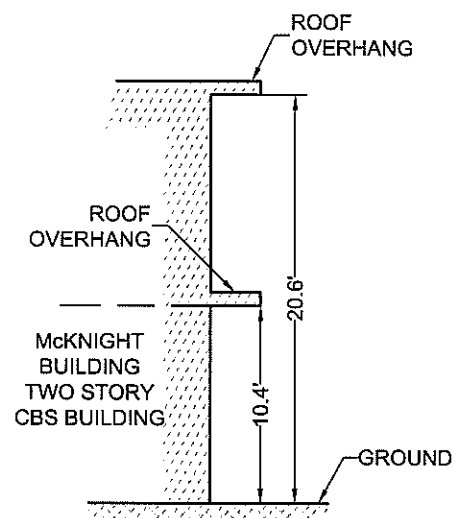 ROOF
OVERHANG
ROOF
OVERHANG
20.6'
McKNIGHT
BUILDING
TWO STORY
CBS BUILDING
10.4'
GROUND